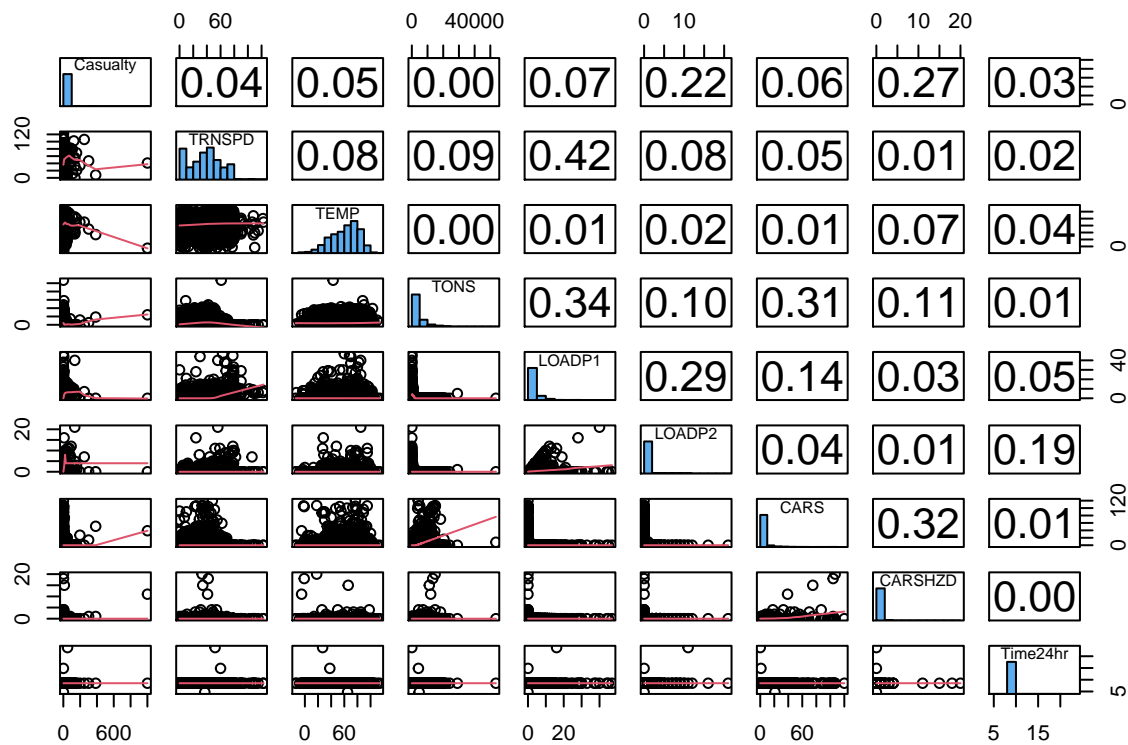 0 60 0 40000 0 10 0 10 20
Casualty 0.04 0.05 0.00 0.07 0.22 0.06 0.27 0.03 0
0 120 TRNSPD 0.08 0.09 0.42 0.08 0.05 0.01 0.02
TEMP 0.00 0.01 0.02 0.01 0.07 0.04 0
0 TONS 0.34 0.10 0.31 0.11 0.01
LOADP1 0.29 0.14 0.03 0.05 0 40
0 20 LOADP2 0.04 0.01 0.19
CARS 0.32 0.01 0 120
0 20 CARSHZD 0.00
Time24hr 5
0 600 0 60 0 20 0 60 5 15